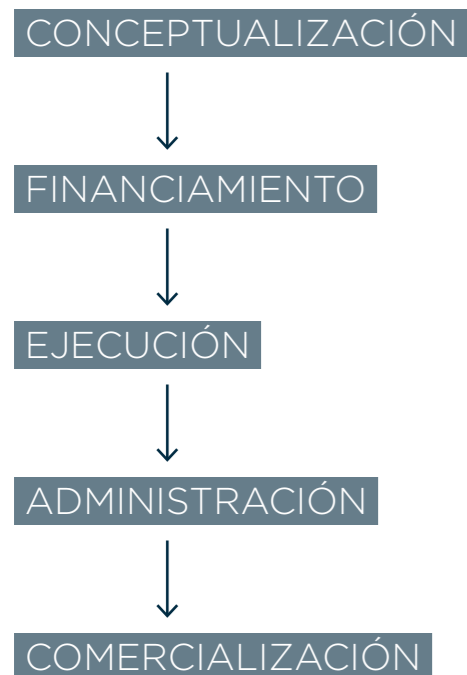 CONCEPTUALIZACIÓN
FINANCIAMIENTO
EJECUCIÓN
ADMINISTRACIÓN
COMERCIALIZACIÓN